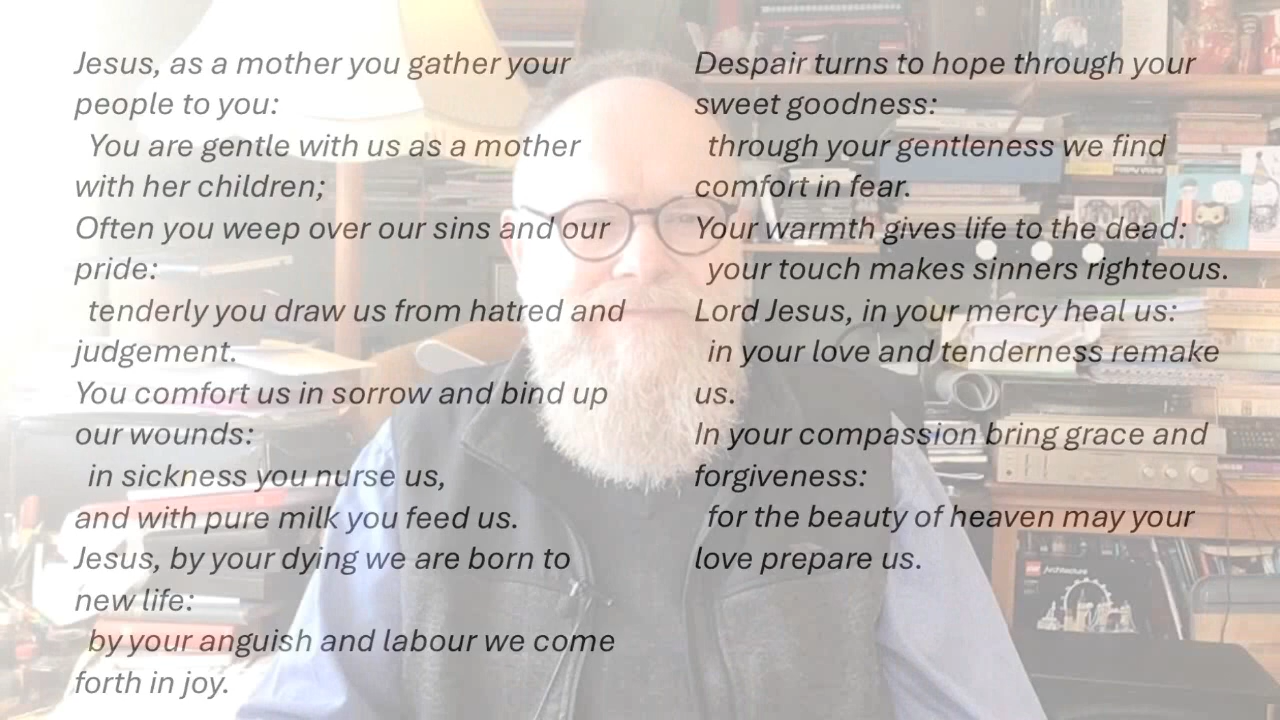 Jesus, as a mother you gather your
people to you:
You are gentle with us as a mother
with her children;
Often you weep over our sins and our
pride:
tenderly you draw us from hatred and
judgement.
You comfort us in sorrow and bind up
our wounds:
in sickness you nurse us,
and with pure milk you feed us.
Jesus, by your dying we are born to
new life:
by your anguish and labour we come
forth in joy.
Despair turns to hope through your
sweet goodness:
through your gentleness we find
comfort in fear.
Your warmth gives life to the dead:
your touch makes sinners righteous.
Lord Jesus, in your mercy heal us:
in your love and tenderness remake
us.
In your compassion bring grace and
forgiveness:
for the beauty of heaven may your
love prepare us.
Architecture